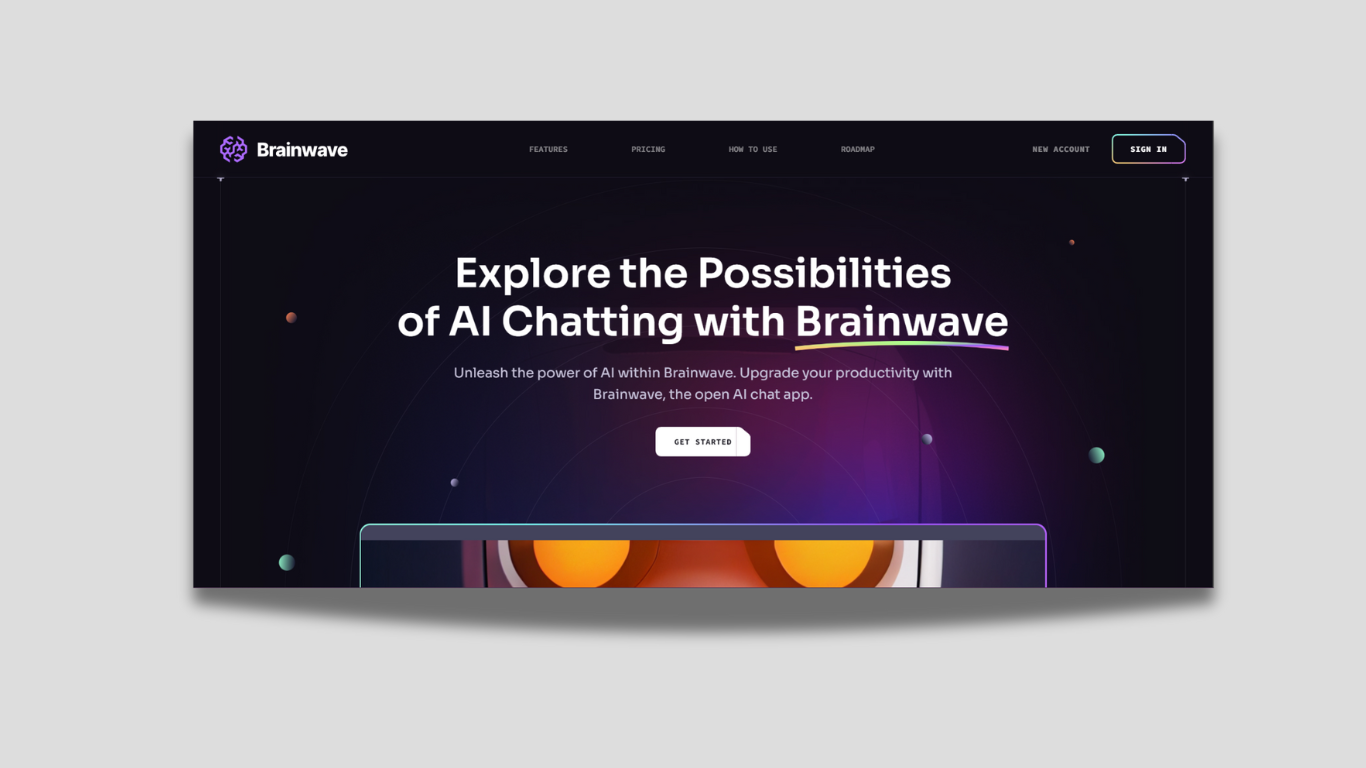 Brainwave
FEATURES
PRICING
HOW TO USE
ROADMAP
NEW ACCOUNT
SIGN IN
Explore the Possibilities
of AI Chatting with Brainwave
Unleash the power of AI within Brainwave. Upgrade your productivity with
Brainwave, the open AI chat app.
GET STARTED